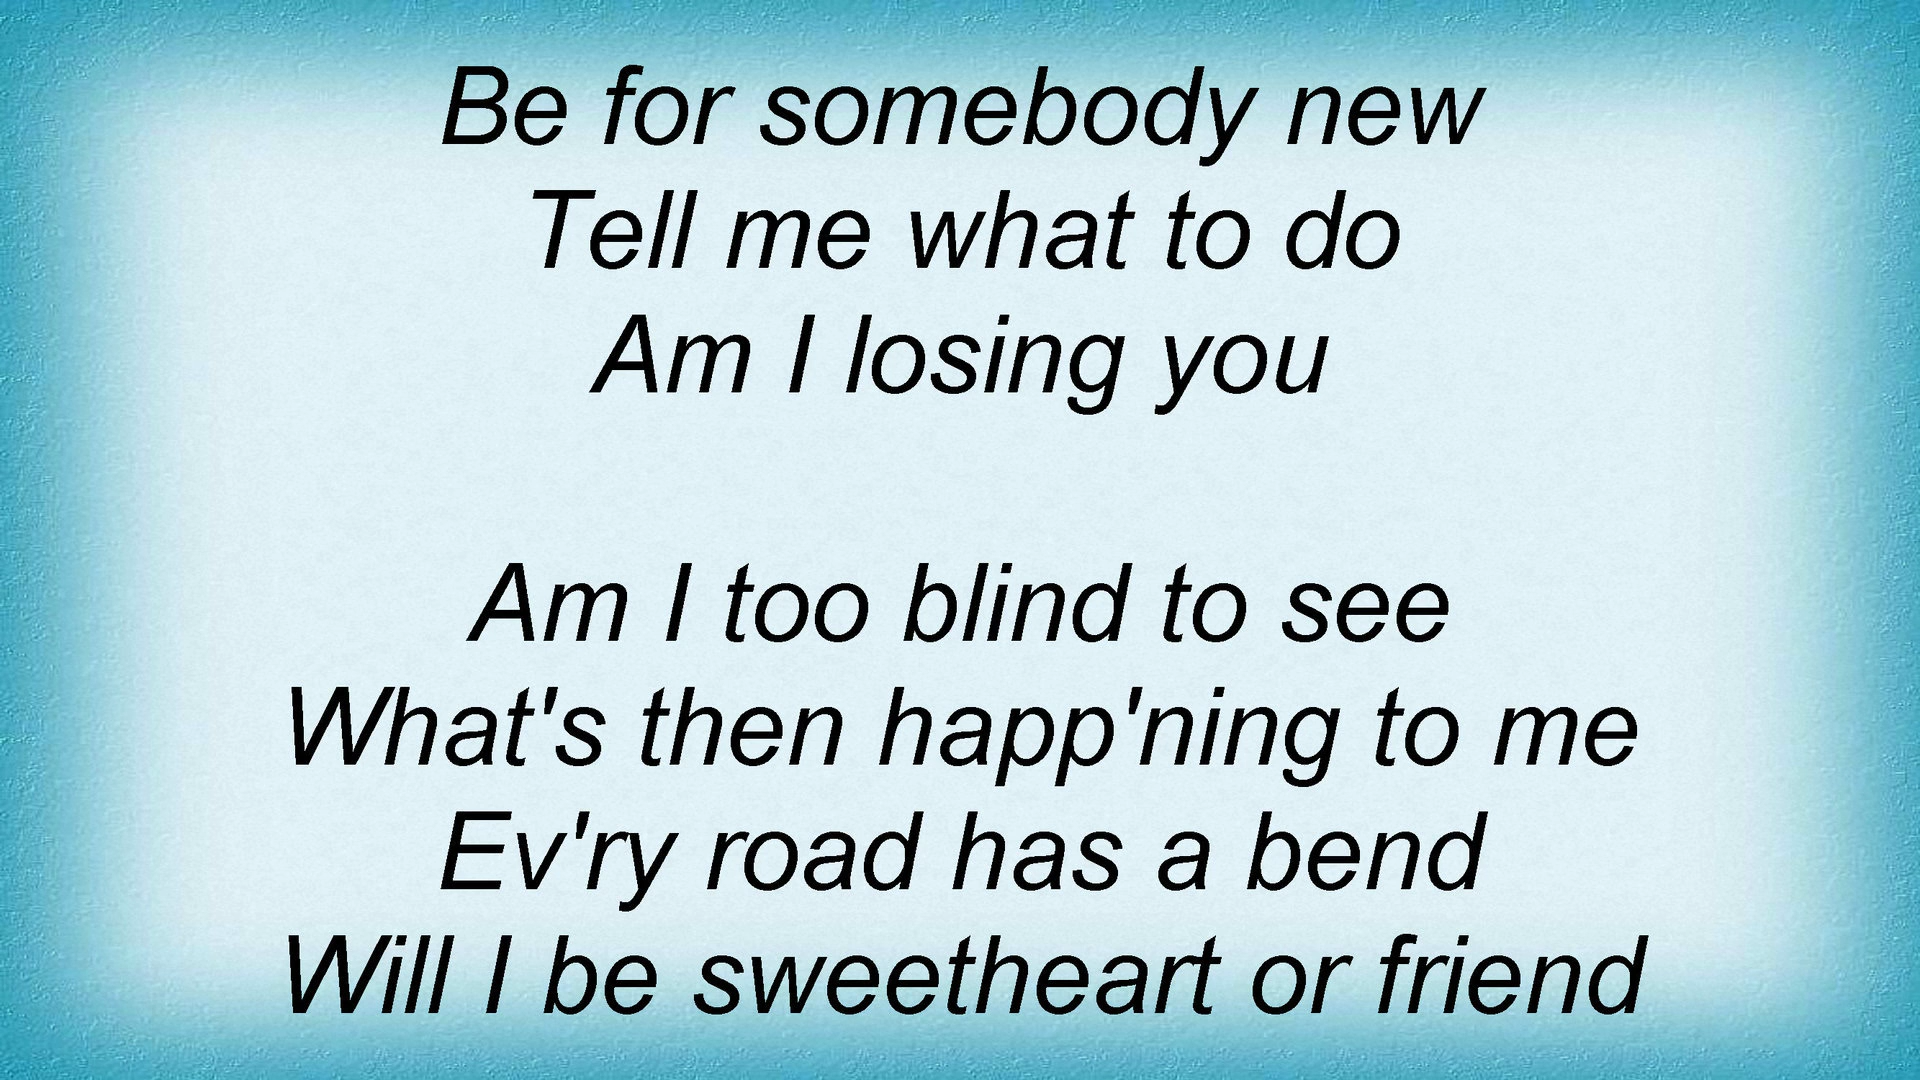 Be for somebody new
Tell me what to do
Am I losing you
Am I too blind to see
What's then happ'ning to me
Ev'ry road has a bend
Will I be sweetheart or friend